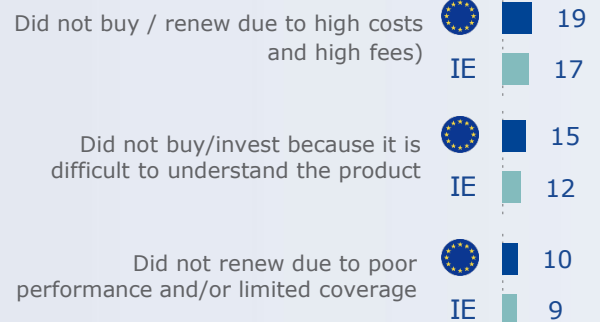 Did not buy / renew due to high costs
and high fees)
19
IE 17
Did not buy/invest because it is
difficult to understand the product
15
IE 12
Did not renew due to poor
performance and/or limited coverage
10
IE 9